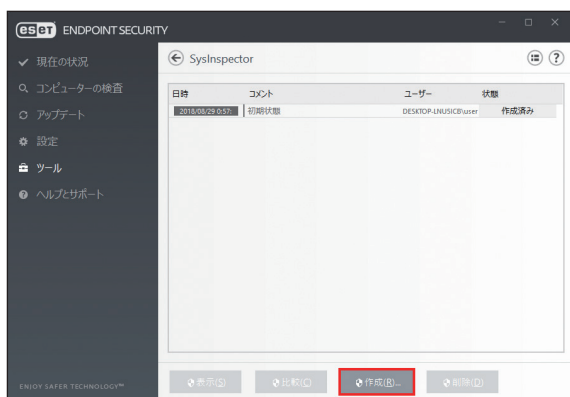 eset ENDPOINT SECURITY
現在の状況
コンピューターの検査
アップデート
設定
ツール
ヘルプとサポート
ENJOY SAFER TECHNOLOGY™
SysInspector
日時 コメント ユーザー 状態
2018/08/29 0:57: 初期状態 DESKTOP-LNU5ICB\user 作成済み
表示(S) 比較(C) 作成(R)... 削除(D)